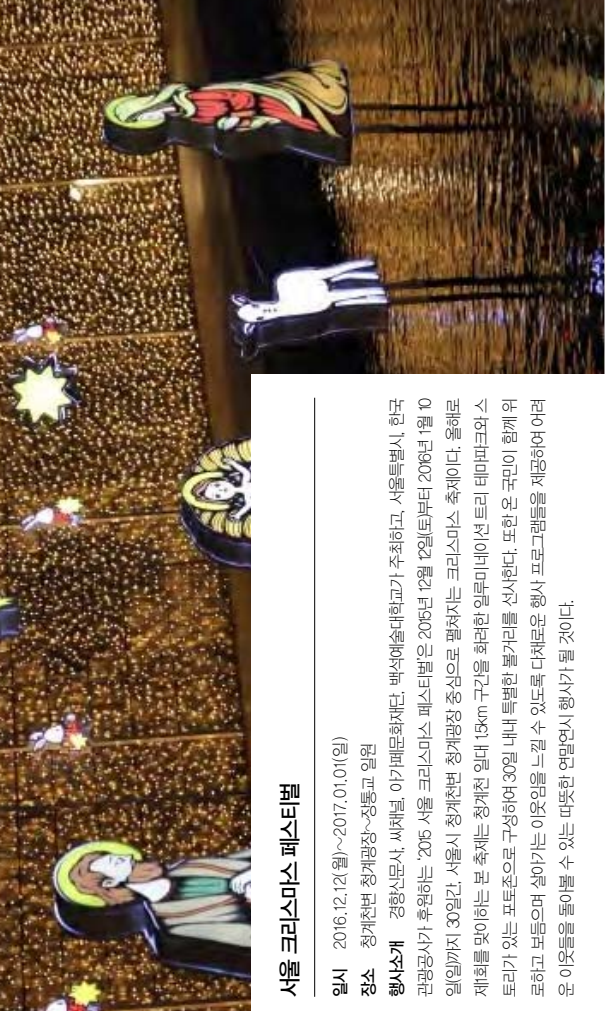 서울 크리스마스 페스티벌
일시 2016.12.12(월)~2017.01.01(일)
장소 청계천변 청계광장~장통교 일원
행사소개 경향신문사, 씨채널, 아가페문화재단, 백석예술대학교가 주최하고, 서울특별시, 한국
관광공사가 후원하는 '2015 서울 크리스마스 페스티벌'은 2015년 12월 12일(토)부터 2016년 1월 10
일(일)까지 30일간, 서울시 청계천변 청계광장 중심으로 펼쳐지는 크리스마스 축제이다. 올해로
제1회를 맞이하는 본 축제는 청계천 일대 1.5km 구간을 화려한 일루미네이션 트리 테마파크와 스
토리가 있는 포토존으로 구성하여 30일 내내 특별한 볼거리를 선사한다. 또한 온 국민이 함께 위
로하고 보듬으며 살아가는 이웃임을 느낄 수 있도록 다채로운 행사 프로그램들을 제공하여 어려
운 이웃들을 돌아볼 수 있는 따뜻한 연말연시 행사가 될 것이다.